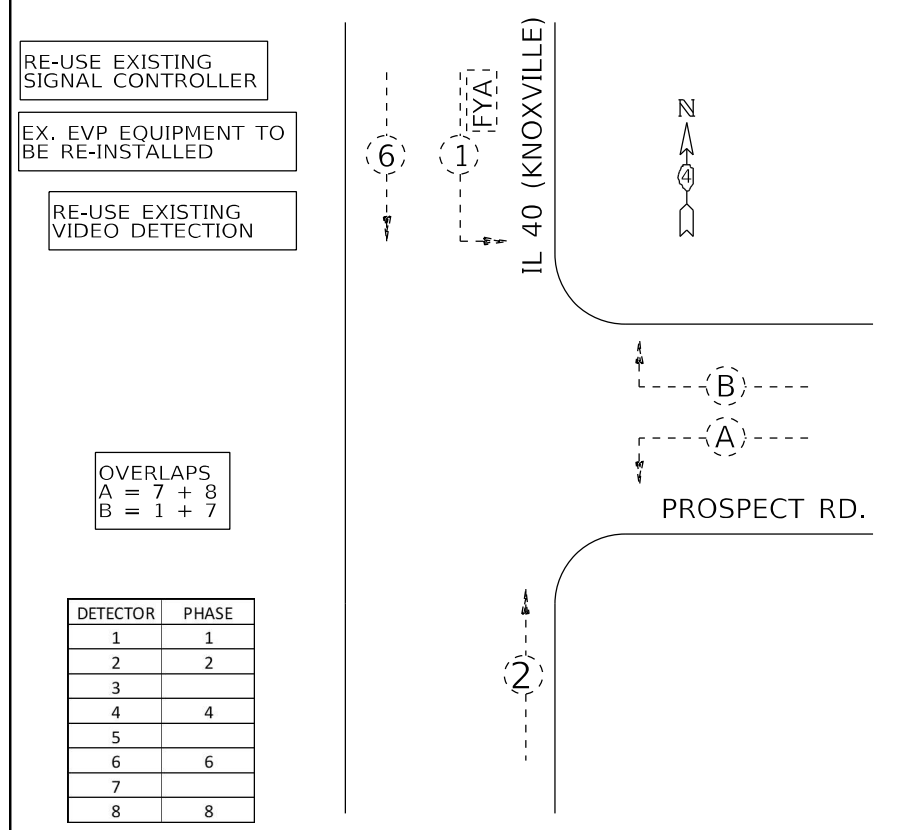 RE-USE EXISTING
SIGNAL CONTROLLER
EX. EVP EQUIPMENT TO
BE RE-INSTALLED
RE-USE EXISTING
VIDEO DETECTION
6
1
FYA
IL 40 (KNOXVILLE)
N
4
B
A
PROSPECT RD.
OVERLAPS
A = 7 + 8
B = 1 + 7
2
DETECTOR PHASE
1 1
2 2
3
4 4
5
6 6
7
8 8